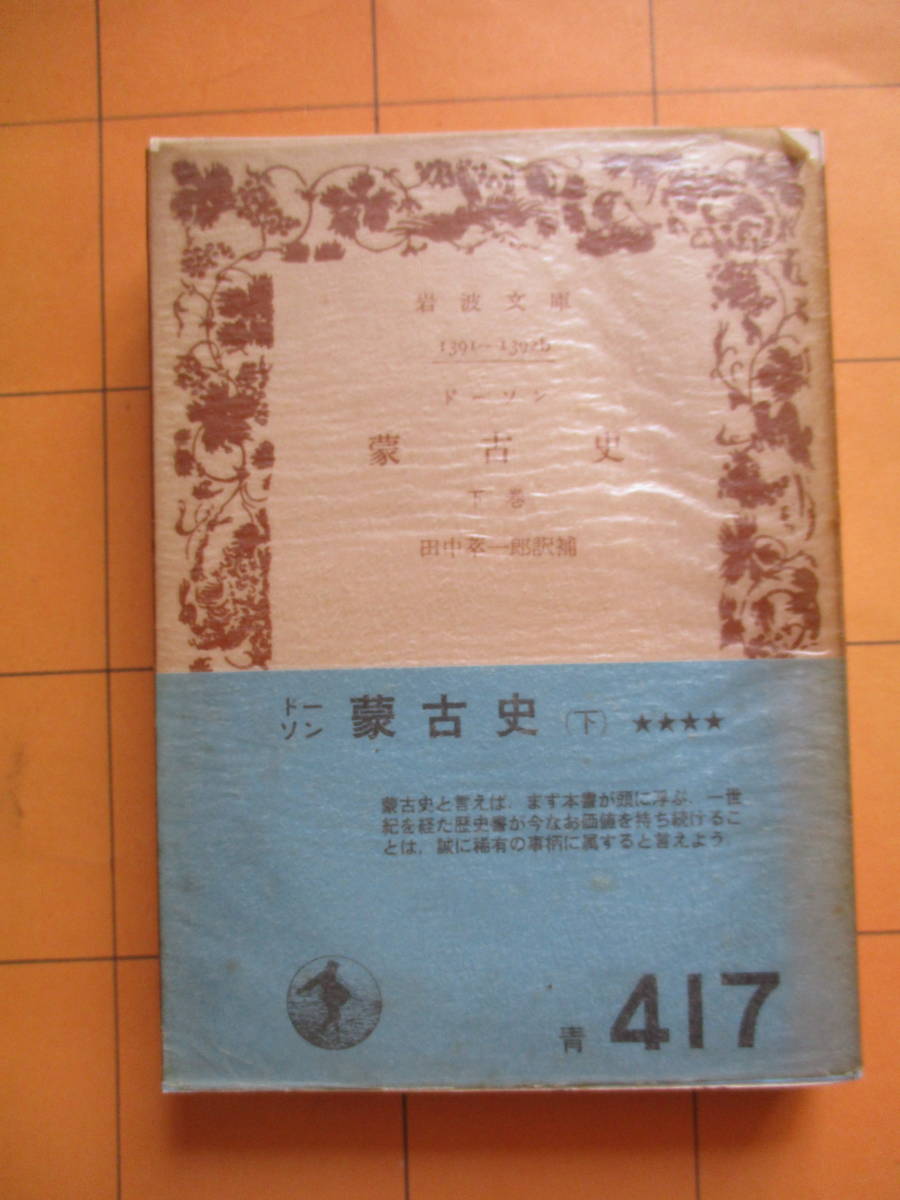 岩波文庫
1391—1392b
ドーソン
蒙古史
下巻
田中萃一郎訳補
ドーソン 蒙古史 (下) ★★★★
蒙古史と言えば，まず本書が頭に浮ぶ．一世
紀を経た歴史書が今なお価値を持ち続けるこ
とは，誠に稀有の事柄に属すると言えよう．
青 417